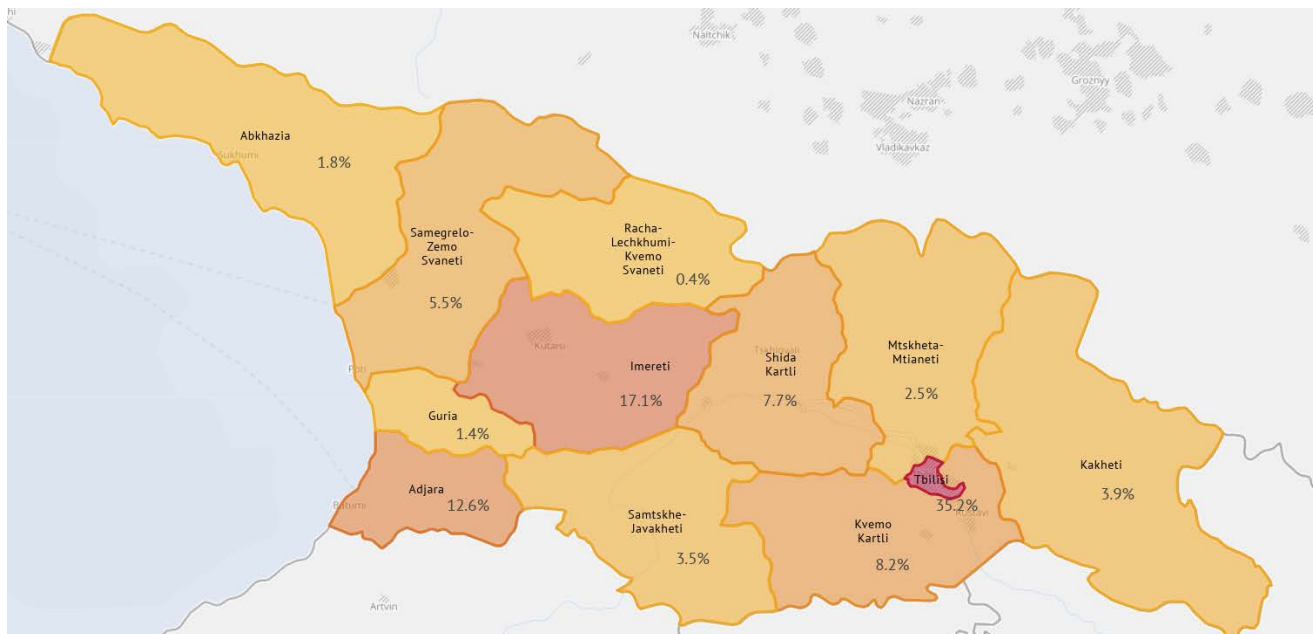 hi
Naltchik
Groznyy
Nazran
Vladikavkaz
Abkhazia
Sukhumi
1.8%
Samegrelo-
Zemo
Svaneti
5.5%
Racha-
Lechkhumi-
Kvemo
Svaneti
0.4%
Mtskheta-
Mtianeti
2.5%
Kutaisi
Imereti
17.1%
Tskhinvali
Shida
Kartli
7.7%
Poti
Guria
1.4%
Kakheti
3.9%
Tbilisi
35.2%
Rustavi
Adjara
12.6%
Batumi
Samtskhe-
Javakheti
3.5%
Kvemo
Kartli
8.2%
Artvin